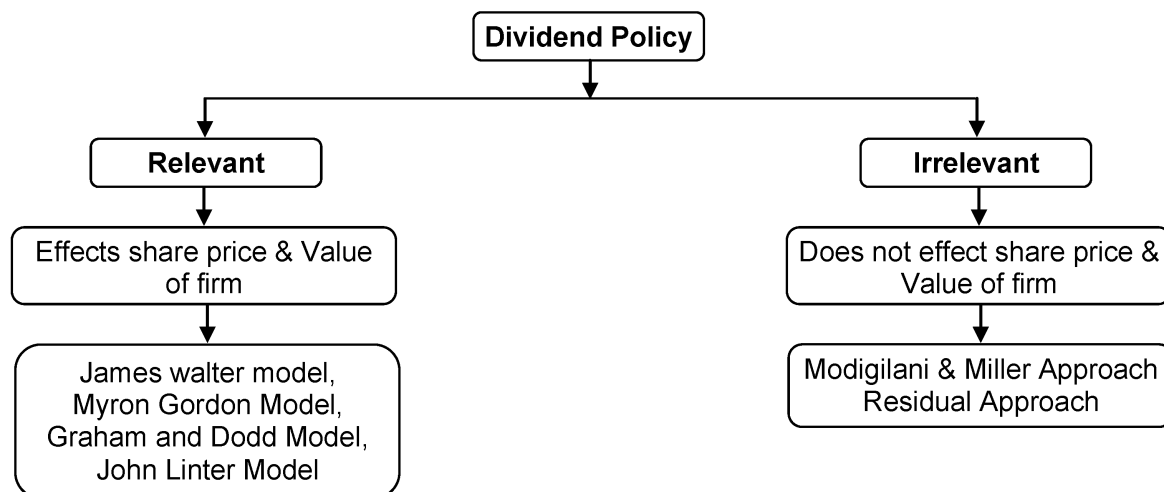 Dividend Policy
Relevant
Irrelevant
Effects share price & Value
of firm
Does not effect share price &
Value of firm
James walter model,
Myron Gordon Model,
Graham and Dodd Model,
John Linter Model
Modigilani & Miller Approach
Residual Approach